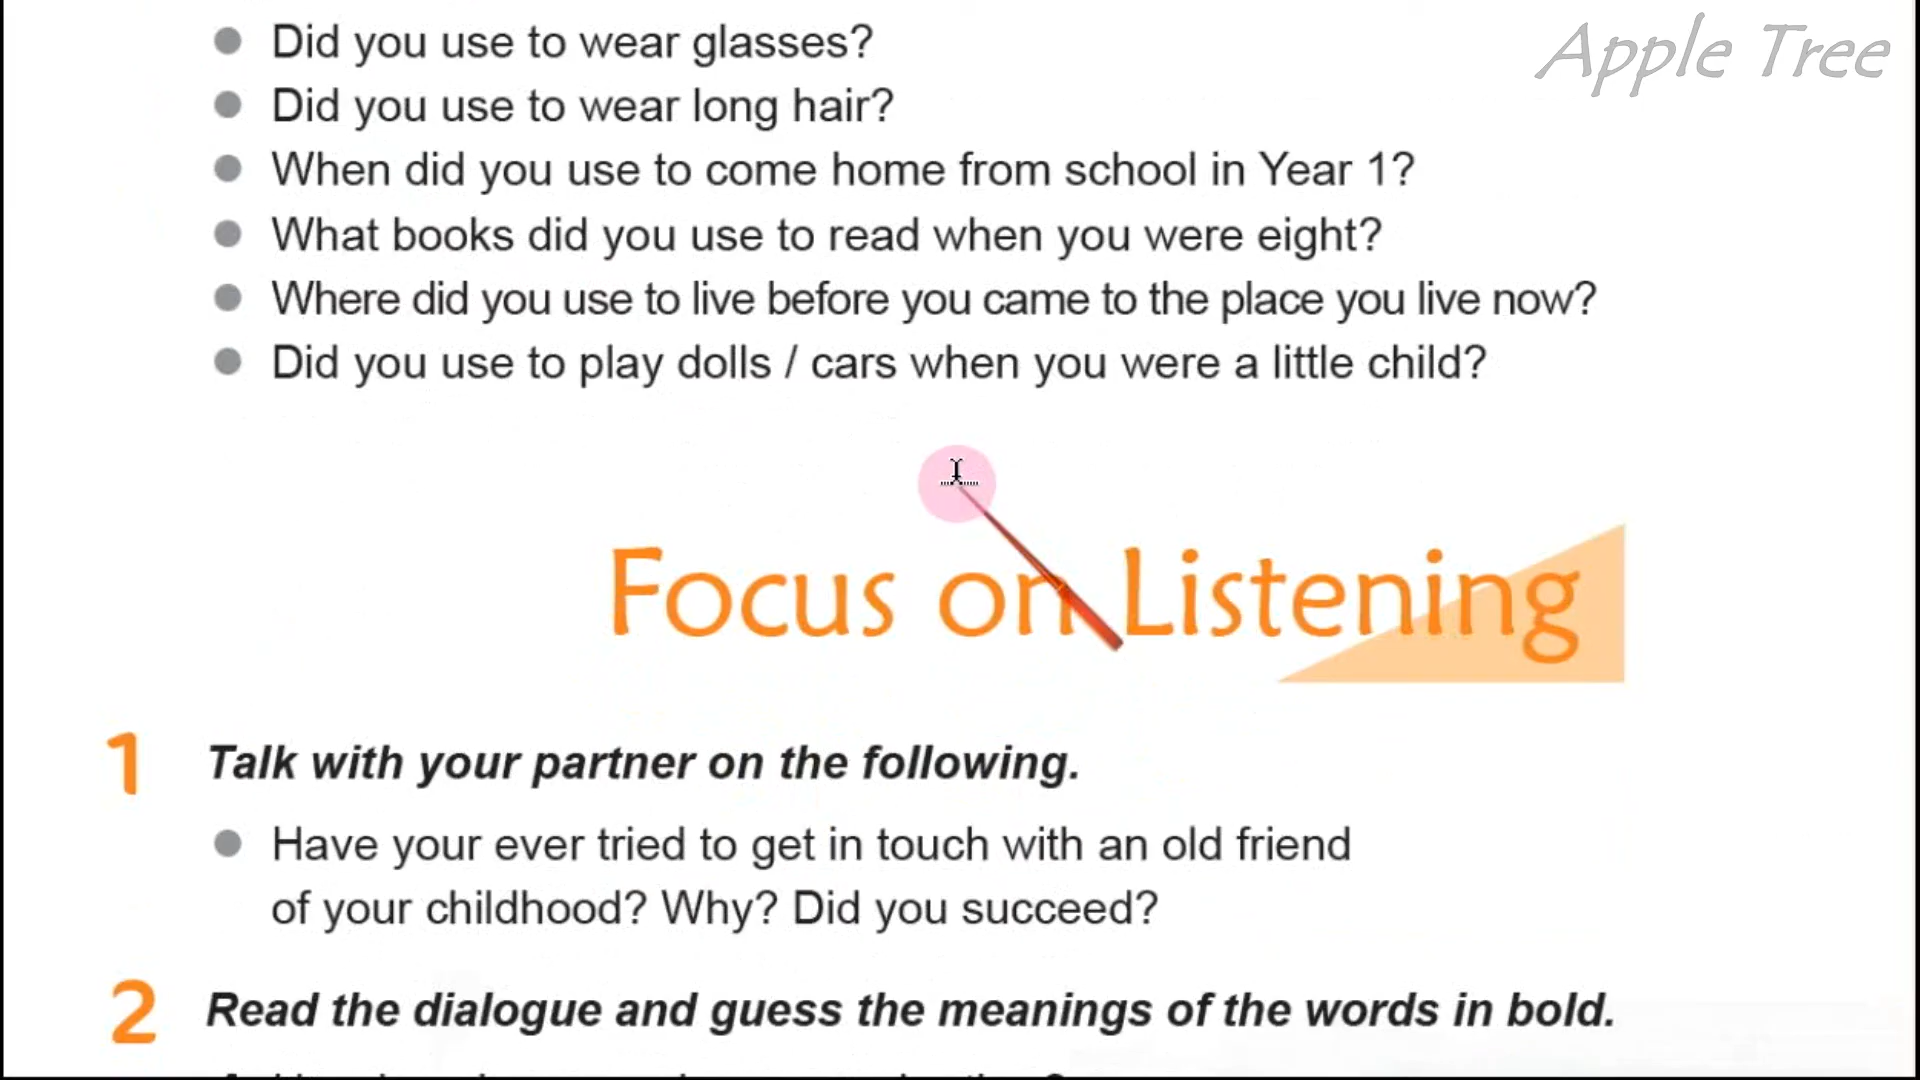 Apple Tree
Did you use to wear glasses?
Did you use to wear long hair?
When did you use to come home from school in Year 1?
What books did you use to read when you were eight?
Where did you use to live before you came to the place you live now?
Did you use to play dolls / cars when you were a little child?
Focus on Listening
1 Talk with your partner on the following.
Have your ever tried to get in touch with an old friend
of your childhood? Why? Did you succeed?
2 Read the dialogue and guess the meanings of the words in bold.